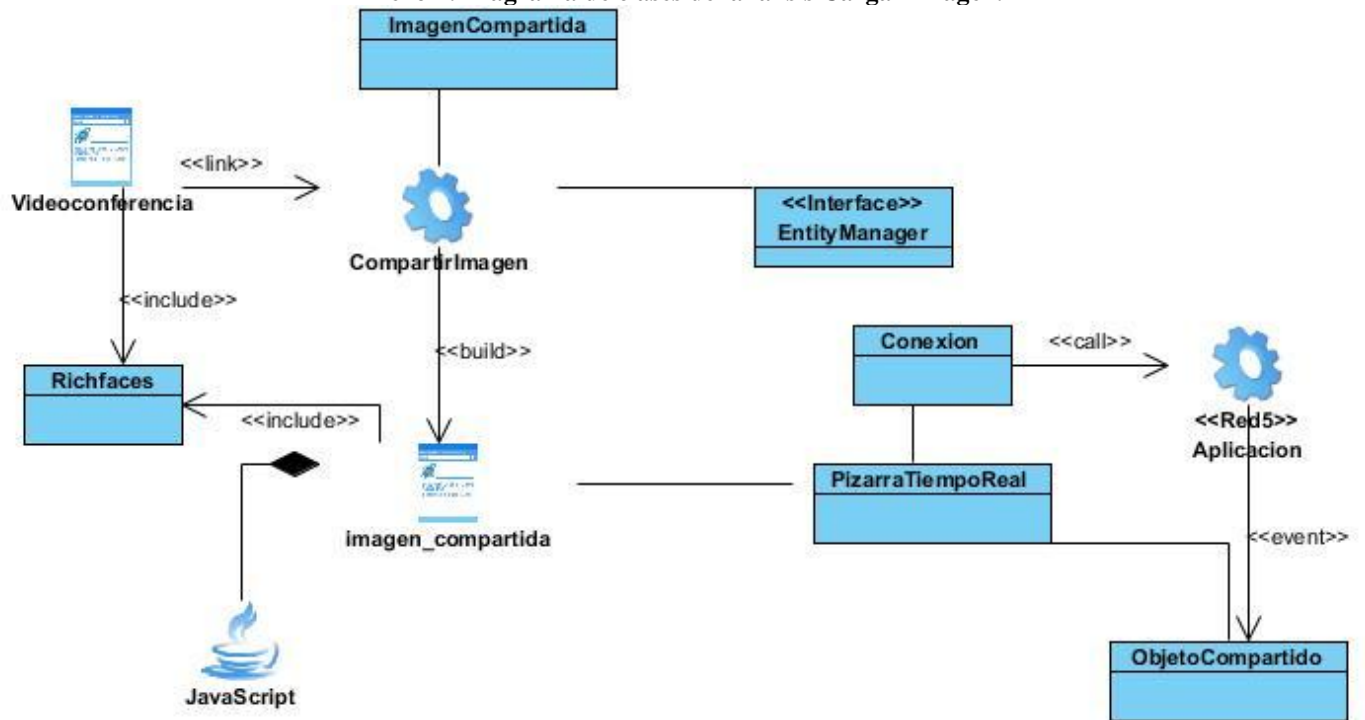 ImagenCompartida
<<link>>
Videoconferencia
<<Interface>>
EntityManager
CompartirImagen
<<include>>
<<build>>
Conexion
<<call>>
Richfaces
<<include>>
<<Red5>>
Aplicacion
PizarraTiempoReal
imagen_compartida
<<event>>
ObjetoCompartido
JavaScript